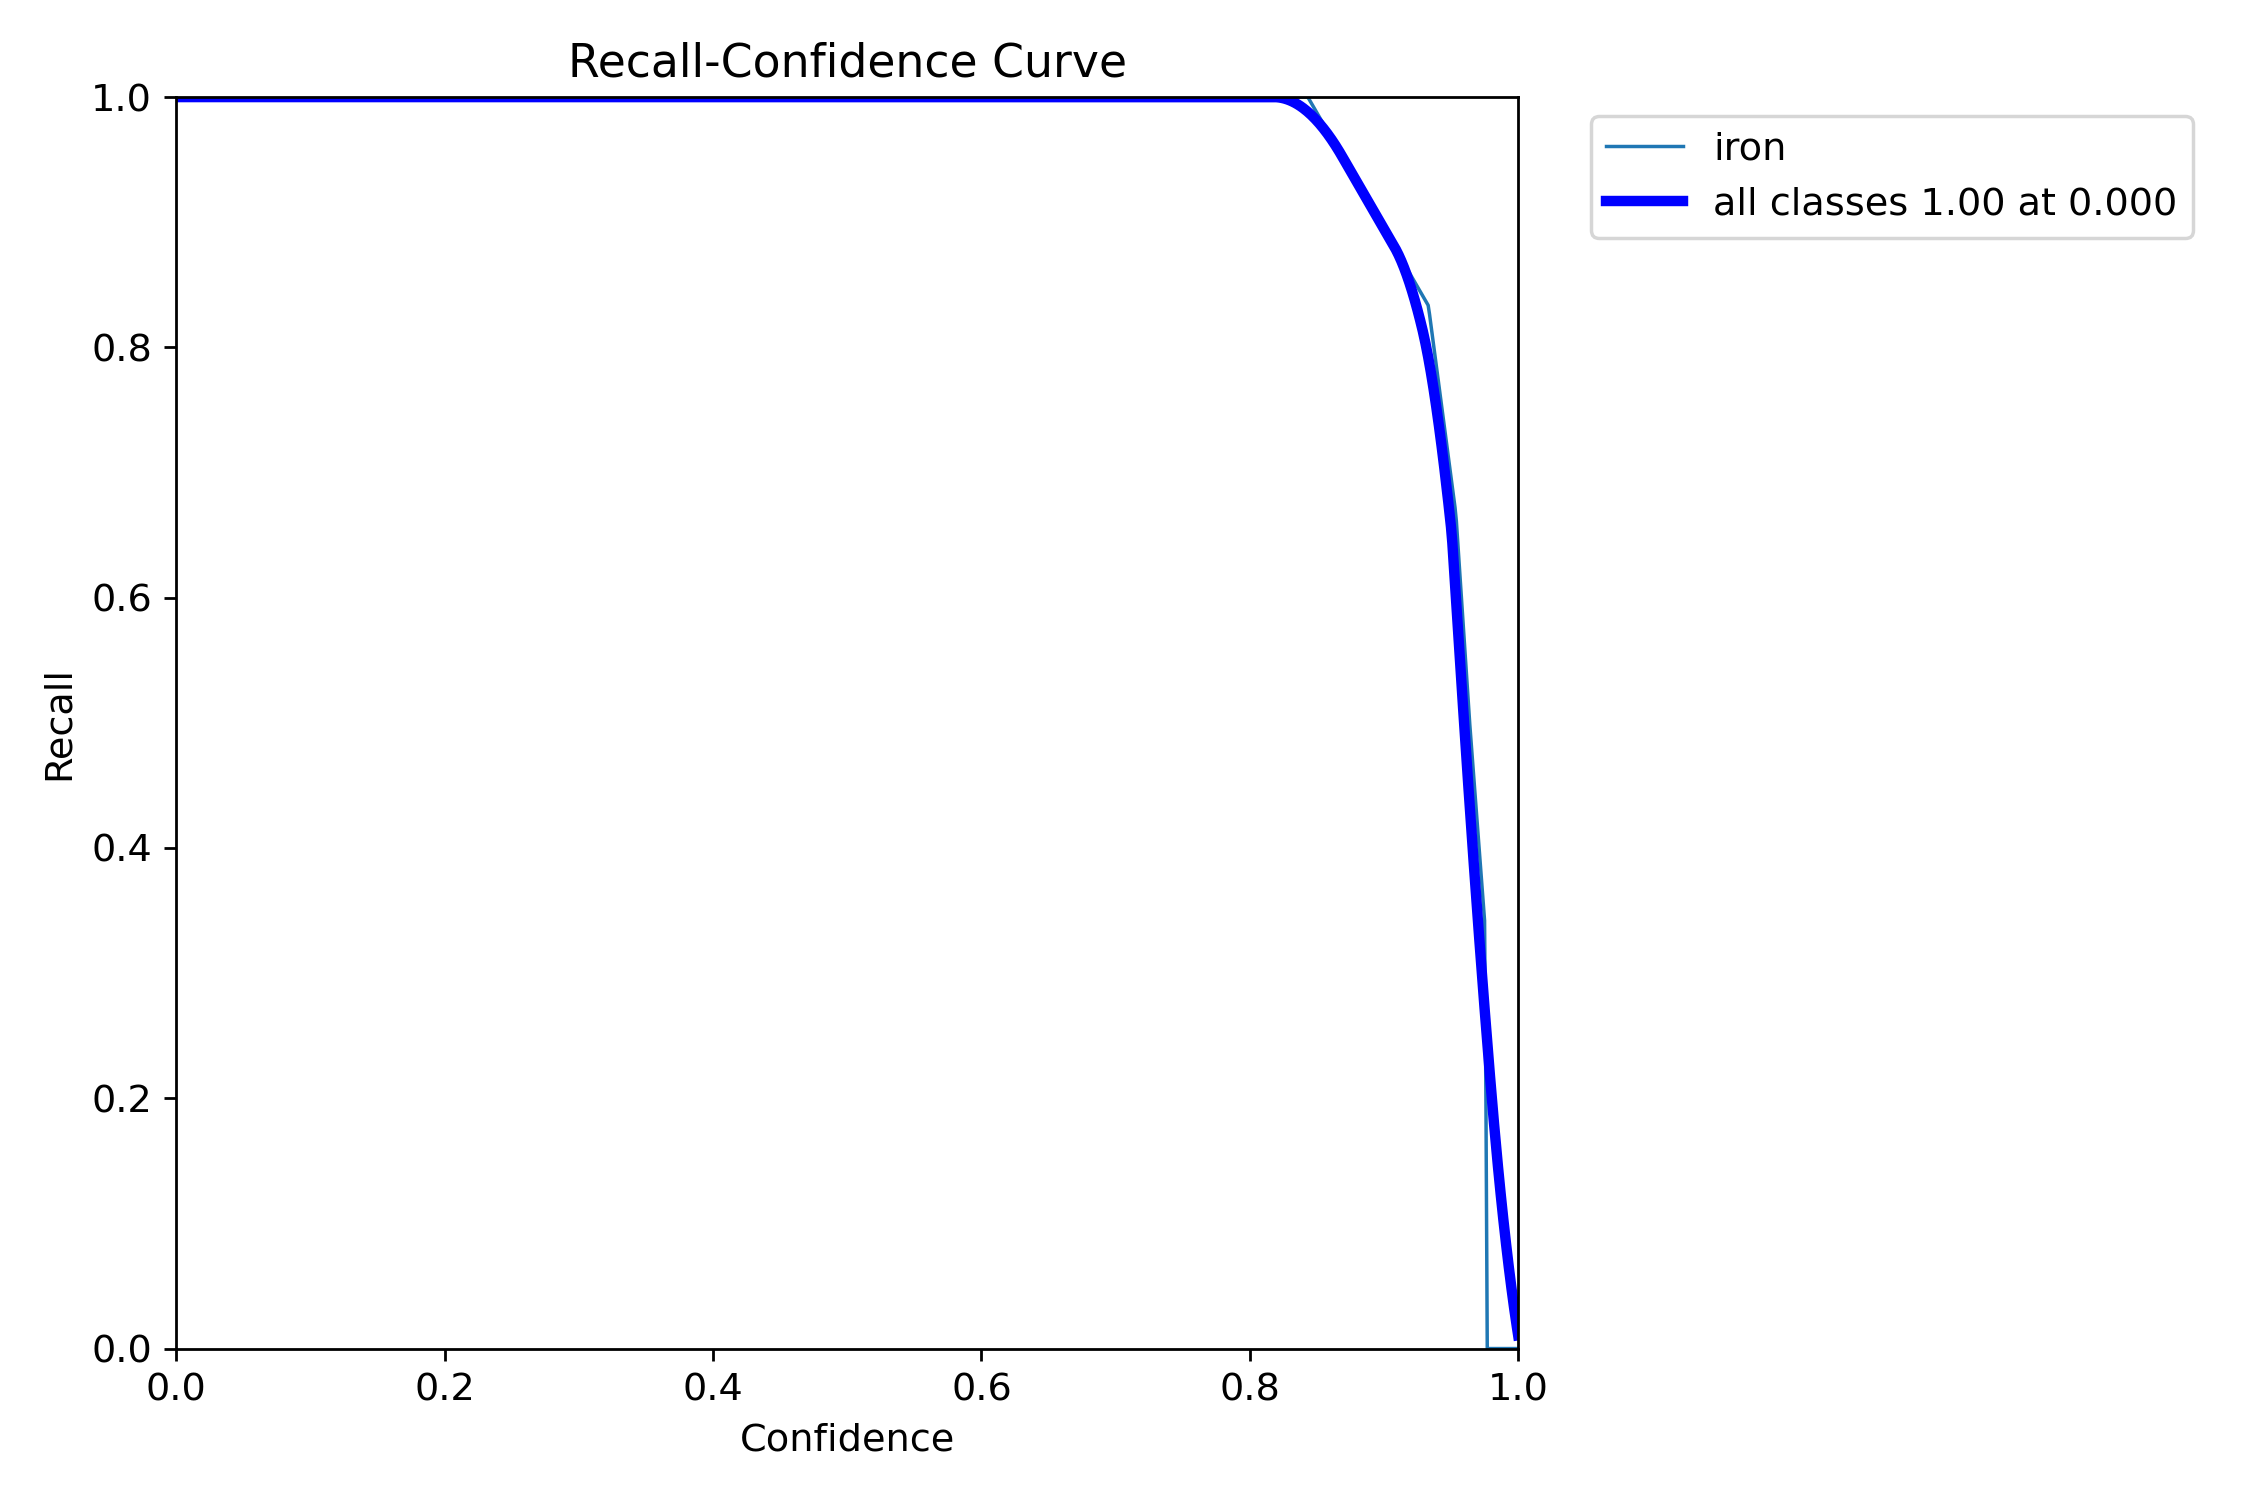 Recall-Confidence Curve
1.0
0.8
0.6
0.4
0.2
0.0
Recall
0.0 0.2 0.4 0.6 0.8 1.0
Confidence
iron
all classes 1.00 at 0.000